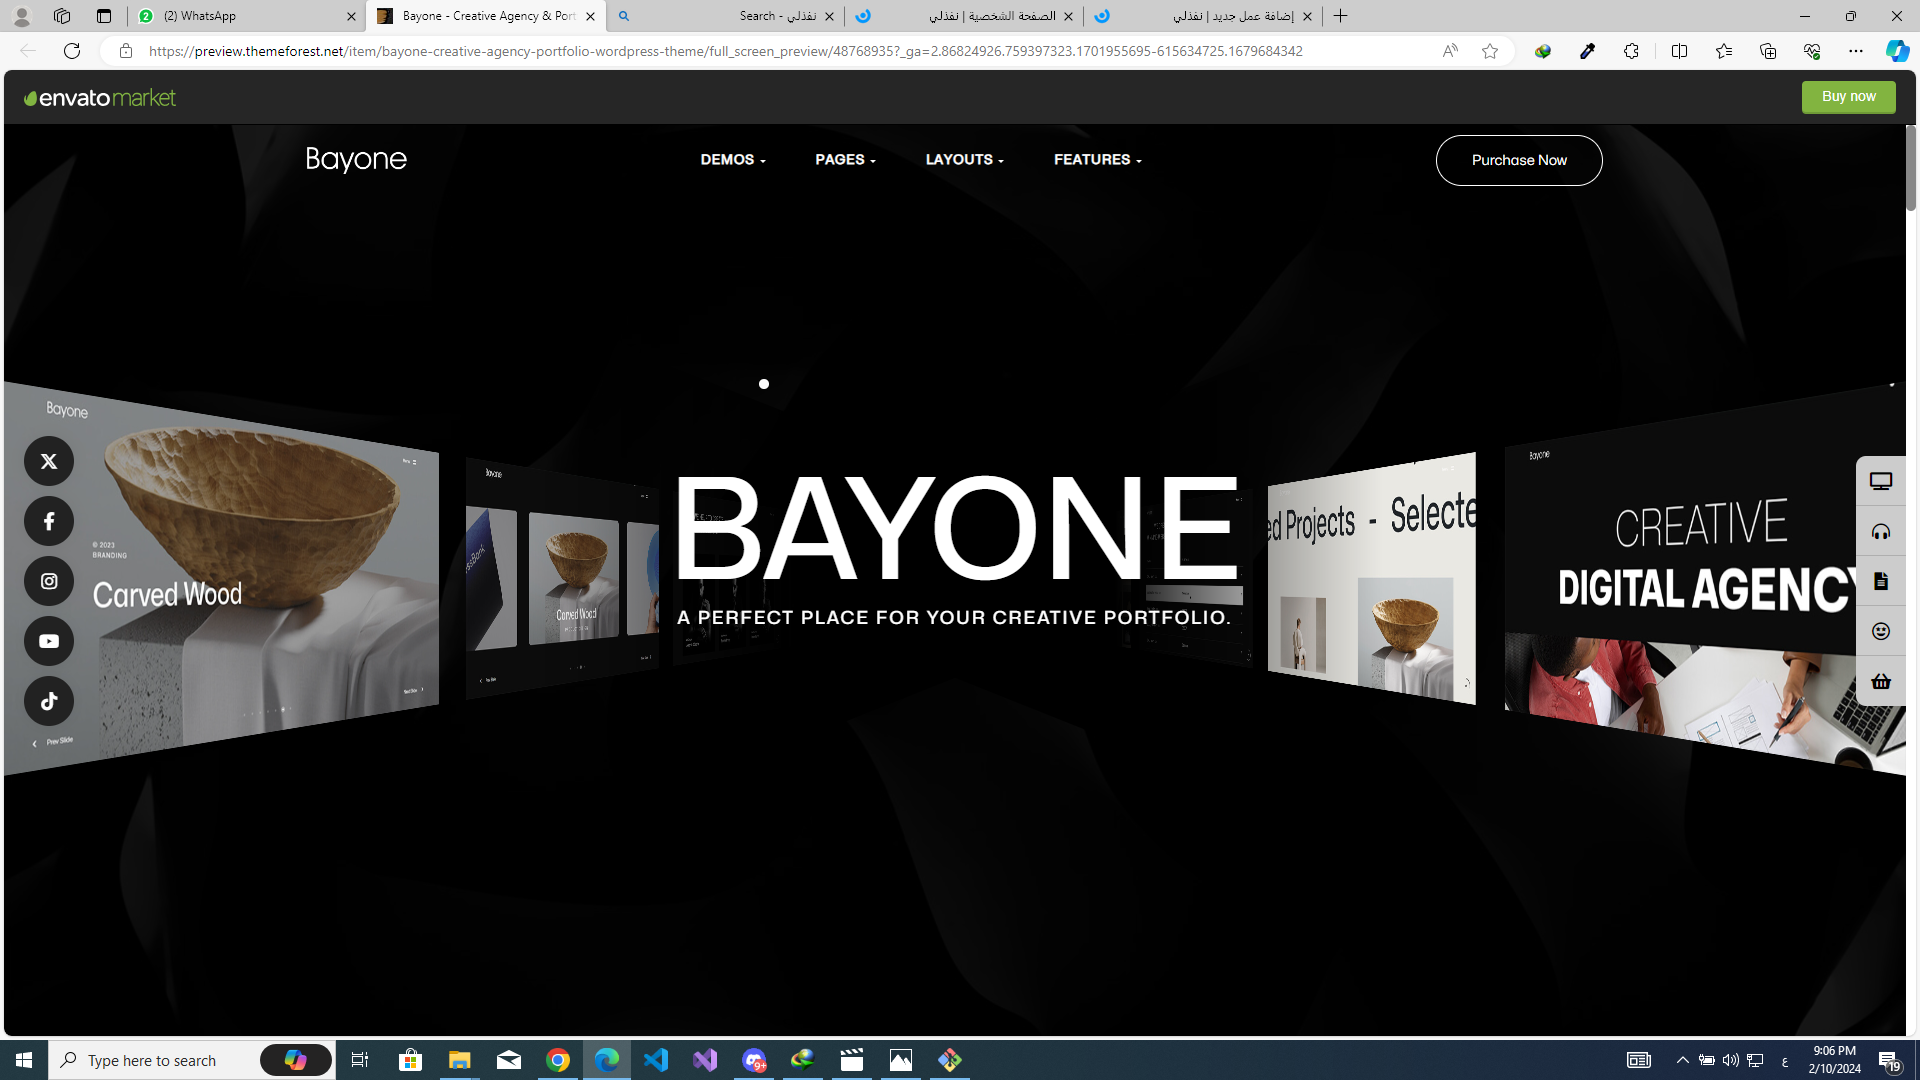 (2) WhatsApp
Bayone - Creative Agency & Port
نفذلي - Search
الصفحة الشخصية | نفذلي
إضافة عمل جديد | نفذلي
https://preview.themeforest.net/item/bayone-creative-agency-portfolio-wordpress-theme/full_screen_preview/48768935?_ga=2.86824926.759397323.1701955695-615634725.1679684342
envato market
Buy now
Bayone
DEMOS
PAGES
LAYOUTS
FEATURES
Purchase Now
Bayone
© 2023
BRANDING
Carved Wood
Prev Slide
Next Slide
Bayone
Carved Wood
BAYONE
A PERFECT PLACE FOR YOUR CREATIVE PORTFOLIO.
ed Projects - Selecte
Bayone
CREATIVE
DIGITAL AGENCY
Type here to search
9+
ع
9:06 PM
2/10/2024
19